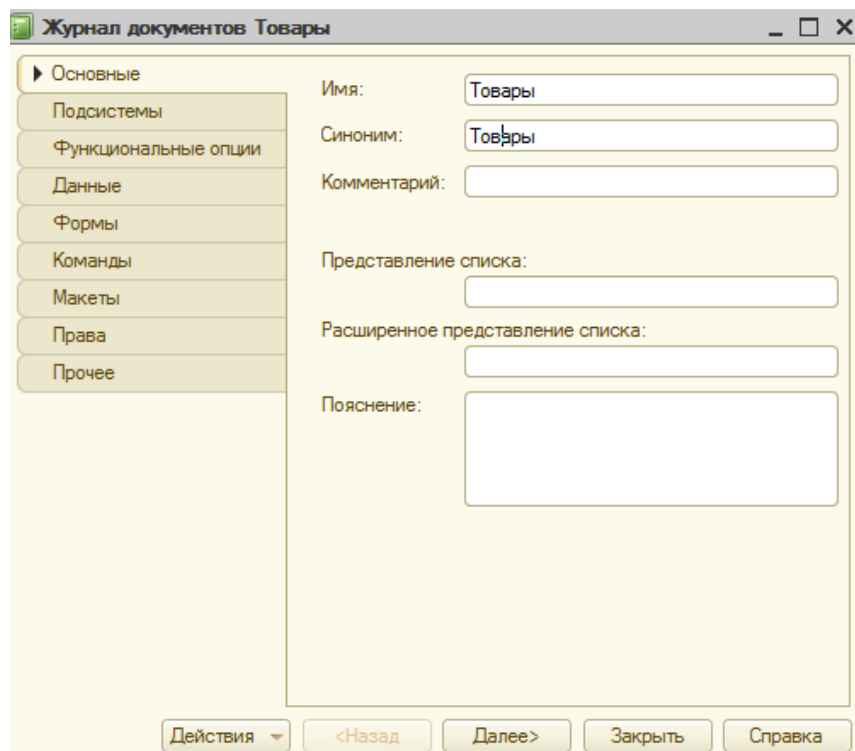 Журнал документов Товары
Основные
Подсистемы
Функциональные опции
Данные
Формы
Команды
Макеты
Права
Прочее
Имя: Товары
Синоним: Товары
Комментарий:
Представление списка:
Расширенное представление списка:
Пояснение:
Действия <Назад Далее> Закрыть Справка